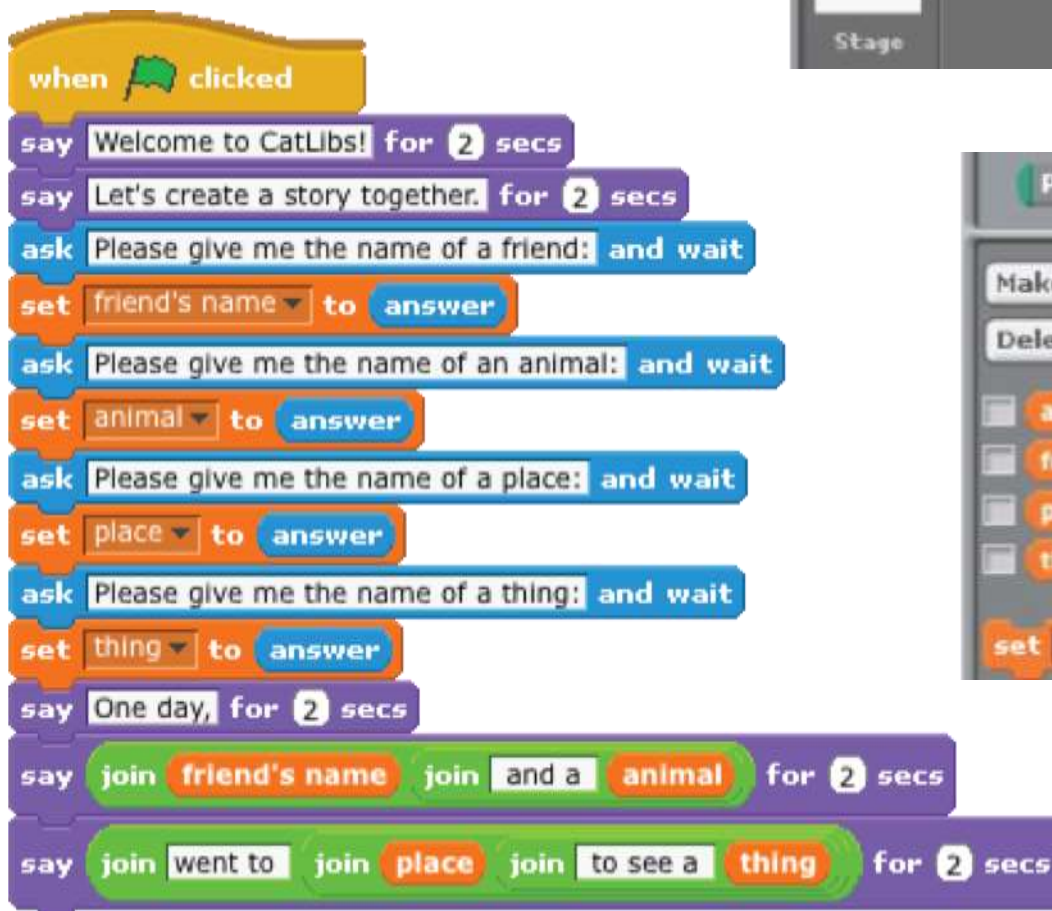 when clicked
say Welcome to CatLibs! for 2 secs
say Let's create a story together. for 2 secs
ask Please give me the name of a friend: and wait
set friend's name to answer
ask Please give me the name of an animal: and wait
set animal to answer
ask Please give me the name of a place: and wait
set place to answer
ask Please give me the name of a thing: and wait
set thing to answer
say One day, for 2 secs
say join friend's name join and a animal for 2 secs
say join went to join place join to see a thing for 2 secs
Stage
set